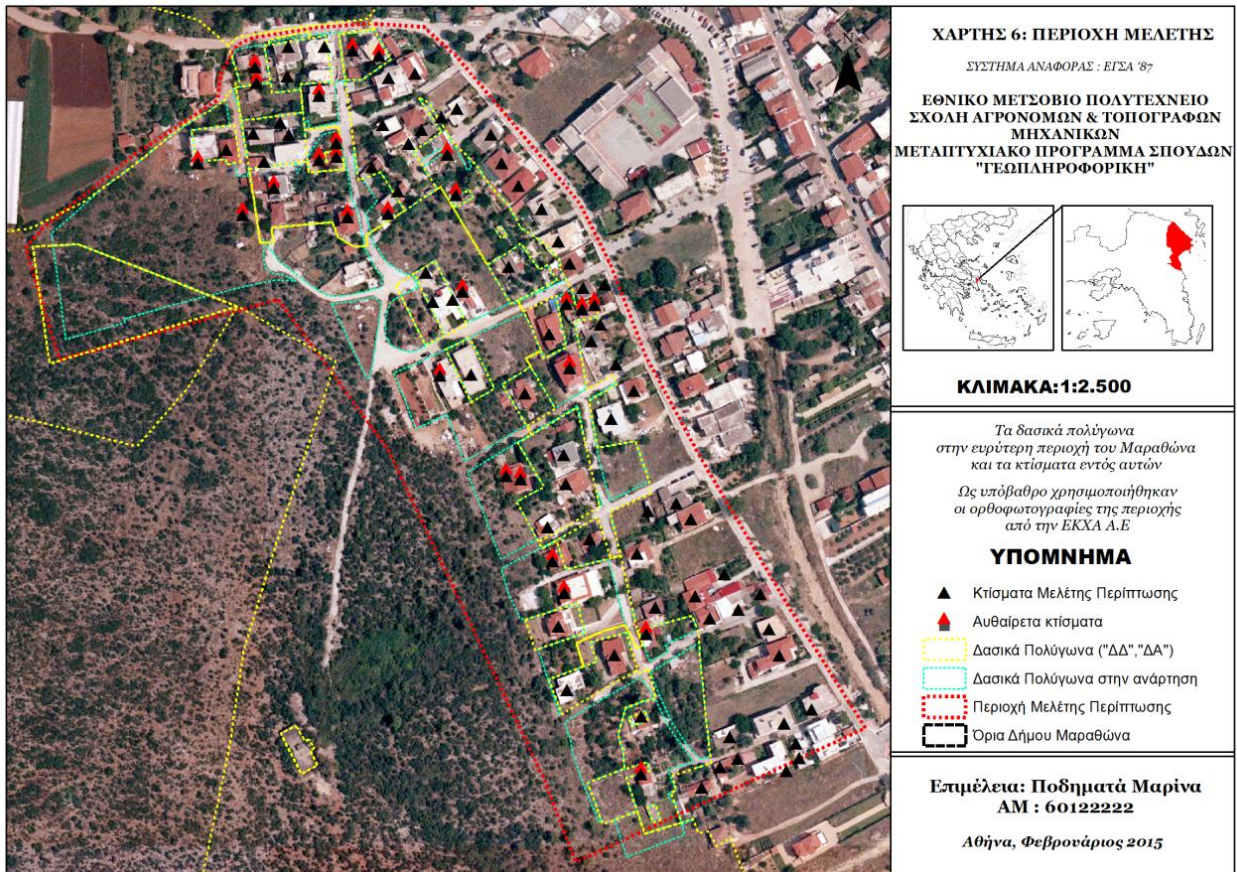 ΧΑΡΤΗΣ 6: ΠΕΡΙΟΧΗ ΜΕΛΕΤΗΣ
ΣΥΣΤΗΜΑ ΑΝΑΦΟΡΑΣ : ΕΓΣΑ '87
ΕΘΝΙΚΟ ΜΕΤΣΟΒΙΟ ΠΟΛΥΤΕΧΝΕΙΟ
ΣΧΟΛΗ ΑΓΡΟΝΟΜΩΝ & ΤΟΠΟΓΡΑΦΩΝ
ΜΗΧΑΝΙΚΩΝ
ΜΕΤΑΠΤΥΧΙΑΚΟ ΠΡΟΓΡΑΜΜΑ ΣΠΟΥΔΩΝ
"ΓΕΩΠΛΗΡΟΦΟΡΙΚΗ"
ΚΛΙΜΑΚΑ:1:2.500
Τα δασικά πολύγωνα
στην ευρύτερη περιοχή του Μαραθώνα
και τα κτίσματα εντός αυτών
Ως υπόβαθρο χρησιμοποιήθηκαν
οι ορθοφωτογραφίες της περιοχής
από την ΕΚΧΑ Α.Ε
ΥΠΟΜΝΗΜΑ
Κτίσματα Μελέτης Περίπτωσης
Αυθαίρετα κτίσματα
Δασικά Πολύγωνα ("ΔΔ","ΔΑ")
Δασικά Πολύγωνα στην ανάρτηση
Περιοχή Μελέτης Περίπτωσης
Όρια Δήμου Μαραθώνα
Επιμέλεια: Ποδηματά Μαρίνα
ΑΜ : 60122222
Αθήνα, Φεβρουάριος 2015